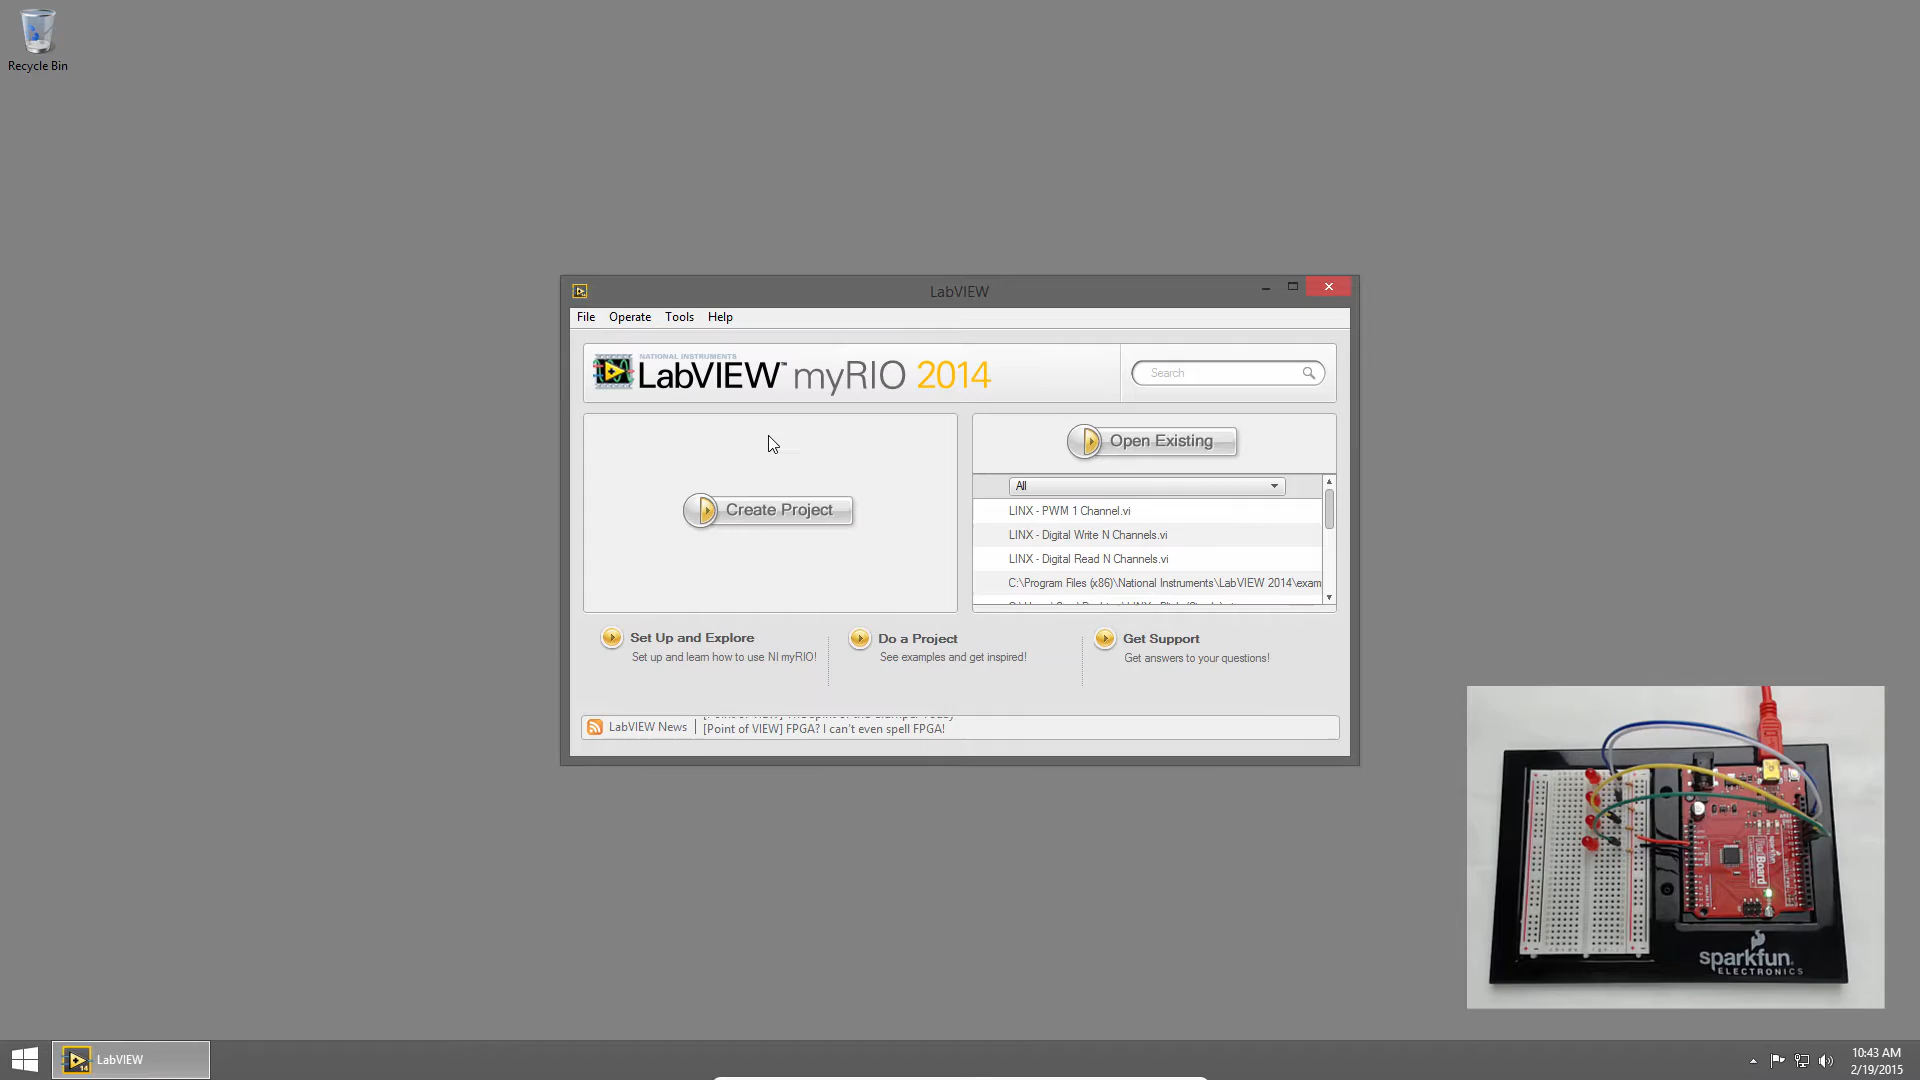 Recycle Bin
LabVIEW
File Operate Tools Help
NATIONAL INSTRUMENTS
LabVIEW™ myRIO 2014
Search
Create Project
Open Existing
All
LINX - PWM 1 Channel.vi
LINX - Digital Write N Channels.vi
LINX - Digital Read N Channels.vi
C:\Program Files (x86)\National Instruments\LabVIEW 2014\exam
Set Up and Explore
Set up and learn how to use NI myRIO!
Do a Project
See examples and get inspired!
Get Support
Get answers to your questions!
LabVIEW News
[Point of VIEW] FPGA? I can't even spell FPGA!
RedBoard
sparkfun
ELECTRONICS
14
LabVIEW
10:43 AM
2/19/2015